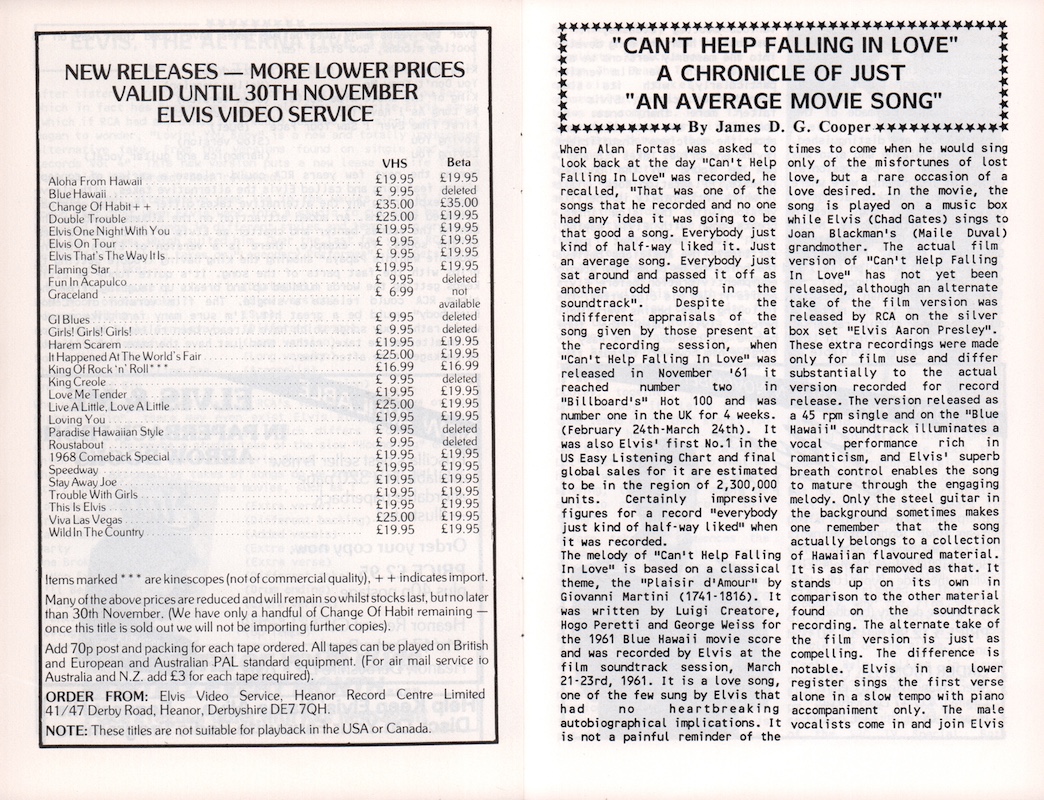 NEW RELEASES — MORE LOWER PRICES
VALID UNTIL 30TH NOVEMBER
ELVIS VIDEO SERVICE
VHS Beta
Aloha From Hawaii £19.95 £19.95
Blue Hawaii £ 9.95 deleted
Change Of Habit + + £35.00 £35.00
Double Trouble £25.00 £19.95
Elvis One Night With You £19.95 £19.95
Elvis On Tour £ 9.95 £19.95
Elvis That's The Way It Is £ 9.95 £19.95
Flaming Star £19.95 £19.95
Fun In Acapulco £ 9.95 deleted
Graceland £ 6.99 not
available
GI Blues £ 9.95 deleted
Girls! Girls! Girls! £ 9.95 deleted
Harem Scarem £19.95 £19.95
It Happened At The World's Fair £25.00 £19.95
King Of Rock 'n' Roll * * * £16.99 £16.99
King Creole £ 9.95 deleted
Love Me Tender £19.95 £19.95
Live A Little, Love A Little £25.00 £19.95
Loving You £19.95 £19.95
Paradise Hawaiian Style £ 9.95 deleted
Roustabout £ 9.95 deleted
1968 Comeback Special £19.95 £19.95
Speedway £19.95 £19.95
Stay Away Joe £19.95 £19.95
Trouble With Girls £19.95 £19.95
This Is Elvis £19.95 £19.95
Viva Las Vegas £25.00 £19.95
Wild In The Country £19.95 £19.95
Items marked * * * are kinescopes (not of commercial quality), + + indicates import.
Many of the above prices are reduced and will remain so whilst stocks last, but no later
than 30th November. (We have only a handful of Change Of Habit remaining —
once this title is sold out we will not be importing further copies).
Add 70p post and packing for each tape ordered. All tapes can be played on British
and European and Australian PAL standard equipment. (For air mail service to
Australia and N.Z. add £3 for each tape required).
ORDER FROM: Elvis Video Service, Heanor Record Centre Limited
41/47 Derby Road, Heanor, Derbyshire DE7 7QH.
NOTE: These titles are not suitable for playback in the USA or Canada.
"CAN'T HELP FALLING IN LOVE"
A CHRONICLE OF JUST
"AN AVERAGE MOVIE SONG"
By James D. G. Cooper
When Alan Fortas was asked to
look back at the day "Can't Help
Falling In Love" was recorded, he
recalled, "That was one of the
songs that he recorded and no one
had any idea it was going to be
that good a song. Everybody just
kind of half-way liked it. Just
an average song. Everybody just
sat around and passed it off as
another odd song in the
soundtrack". Despite the
indifferent appraisals of the
song given by those present at
the recording session, when
"Can't Help Falling In Love" was
released in November '61 it
reached number two in
"Billboard's" Hot 100 and was
number one in the UK for 4 weeks.
(February 24th-March 24th). It
was also Elvis' first No.1 in the
US Easy Listening Chart and final
global sales for it are estimated
to be in the region of 2,300,000
units. Certainly impressive
figures for a record "everybody
just kind of half-way liked" when
it was recorded.
The melody of "Can't Help Falling
In Love" is based on a classical
theme, the "Plaisir d'Amour" by
Giovanni Martini (1741-1816). It
was written by Luigi Creatore,
Hogo Peretti and George Weiss for
the 1961 Blue Hawaii movie score
and was recorded by Elvis at the
film soundtrack session, March
21-23rd, 1961. It is a love song,
one of the few sung by Elvis that
had no heartbreaking
autobiographical implications. It
is not a painful reminder of the
times to come when he would sing
only of the misfortunes of lost
love, but a rare occasion of a
love desired. In the movie, the
song is played on a music box
while Elvis (Chad Gates) sings to
Joan Blackman's (Maile Duval)
grandmother. The actual film
version of "Can't Help Falling
In Love" has not yet been
released, although an alternate
take of the film version was
released by RCA on the silver
box set "Elvis Aaron Presley".
These extra recordings were made
only for film use and differ
substantially to the actual
version recorded for record
release. The version released as
a 45 rpm single and on the "Blue
Hawaii" soundtrack illuminates a
vocal performance rich in
romanticism, and Elvis' superb
breath control enables the song
to mature through the engaging
melody. Only the steel guitar in
the background sometimes makes
one remember that the song
actually belongs to a collection
of Hawaiian flavoured material.
It is as far removed as that. It
stands up on its own in
comparison to the other material
found on the soundtrack
recording. The alternate take of
the film version is just as
compelling. The difference is
notable. Elvis in a lower
register sings the first verse
alone in a slow tempo with piano
accompaniment only. The male
vocalists come in and join Elvis